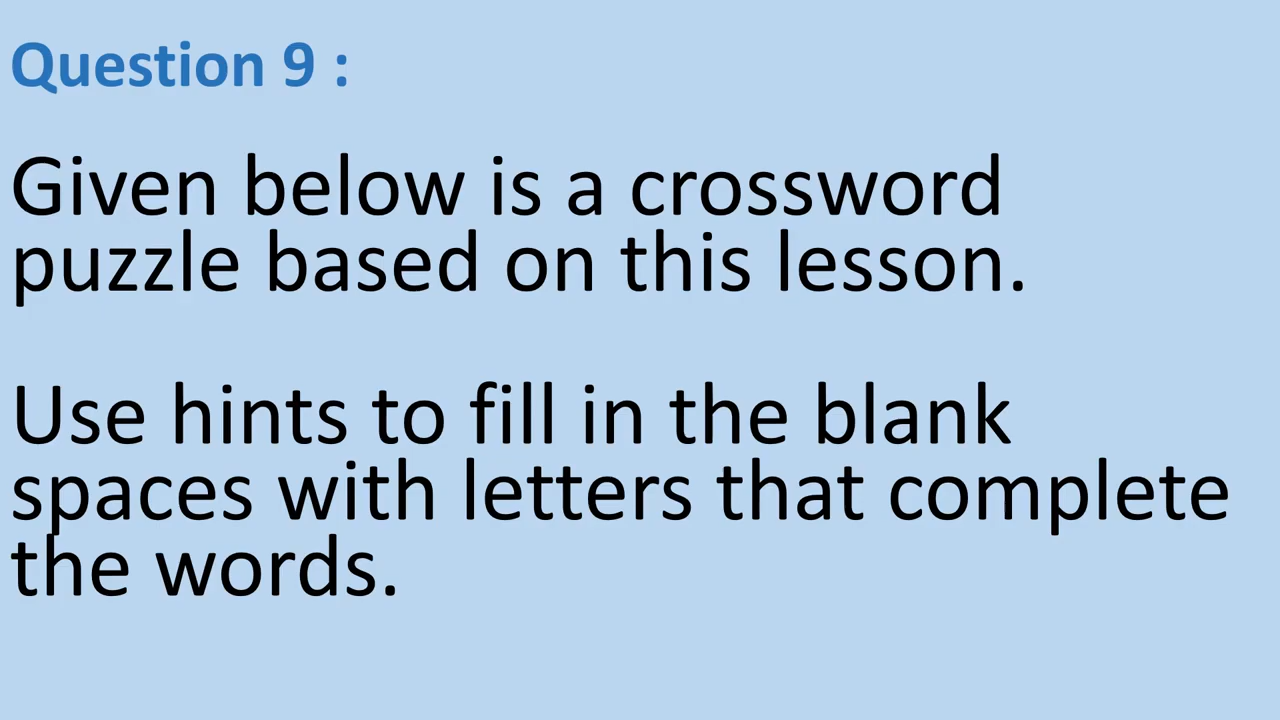 Question 9 :
Given below is a crossword
puzzle based on this lesson.
Use hints to fill in the blank
spaces with letters that complete
the words.